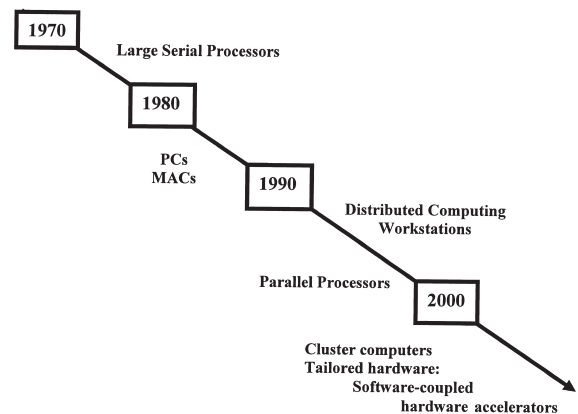 1970
Large Serial Processors
1980
PCs
MACs
1990
Distributed Computing
Workstations
Parallel Processors
2000
Cluster computers
Tailored hardware:
Software-coupled
hardware accelerators